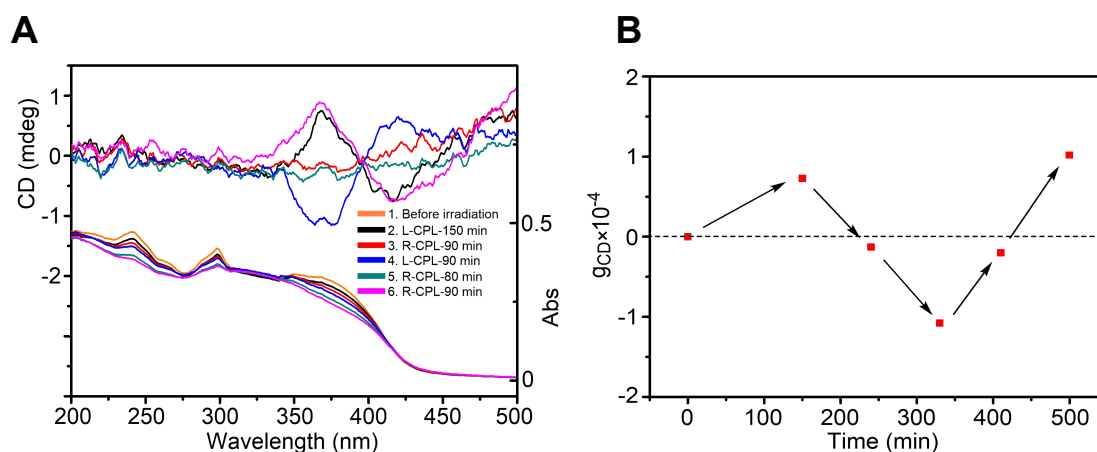 A
B
CD (mdeg)
1
0
-1
-2
0.5
0
Abs
1. Before irradiation
2. L-CPL-150 min
3. R-CPL-90 min
4. L-CPL-90 min
5. R-CPL-80 min
6. R-CPL-90 min
200 250 300 350 400 450 500
Wavelength (nm)
gCD×10-4
2
1
0
-1
-2
0 100 200 300 400 500
Time (min)